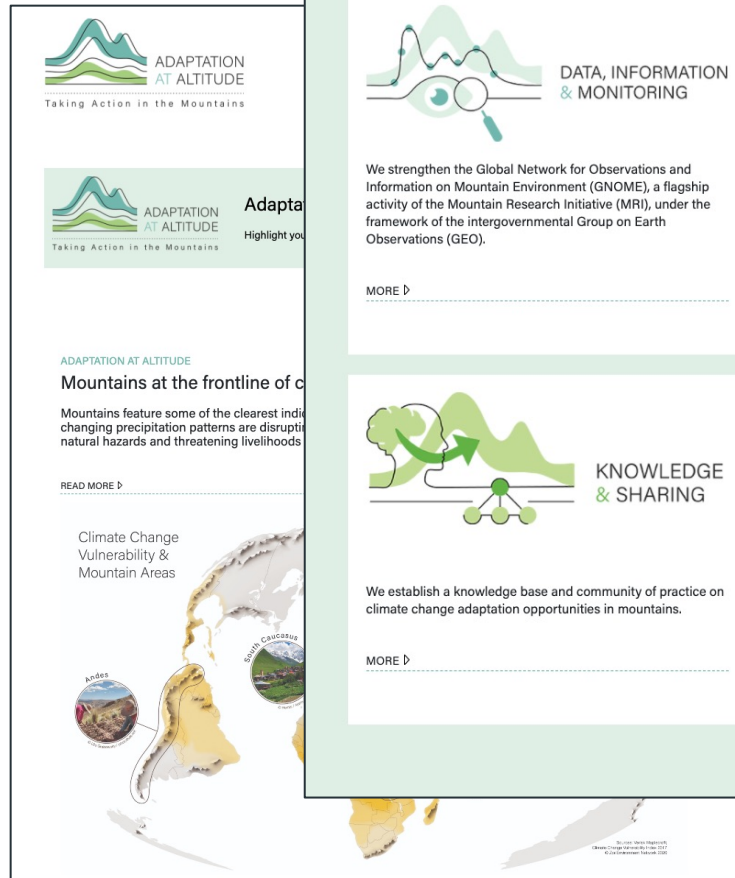 ADAPTATION
AT ALTITUDE
Taking Action in the Mountains
ADAPTATION
AT ALTITUDE
Taking Action in the Mountains
Highlight
ADAPTATION AT ALTITUDE
Mountains at the frontline of
Mountains feature some of the clearest
changing precipitation patterns are
natural hazards and threatening livelihoods
READ MORE
Climate Change
Vulnerability &
Mountain Areas
Andes
South Caucasus
DATA, INFORMATION
& MONITORING
We strengthen the Global Network for Observations and
Information on Mountain Environment (GNOME), a flagship
activity of the Mountain Research Initiative (MRI), under the
framework of the intergovernmental Group on Earth
Observations (GEO).
MORE
KNOWLEDGE
& SHARING
We establish a knowledge base and community of practice on
climate change adaptation opportunities in mountains.
MORE